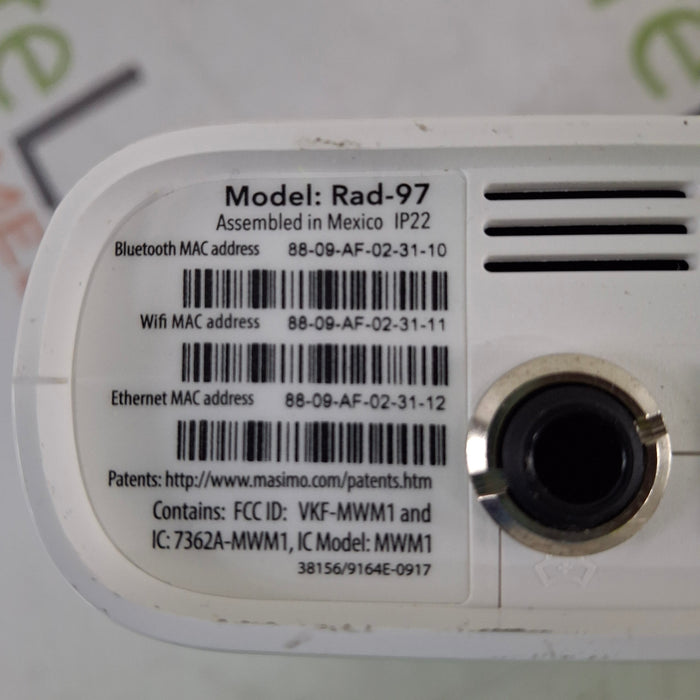 Model: Rad-97
Assembled in Mexico IP22
Bluetooth MAC address 88-09-AF-02-31-10
Wifi MAC address 88-09-AF-02-31-11
Ethernet MAC address 88-09-AF-02-31-12
Patents: http://www.masimo.com/patents.htm
Contains: FCC ID: VKF-MWM1 and
IC: 7362A-MWM1, IC Model: MWM1
38156/9164E-0917